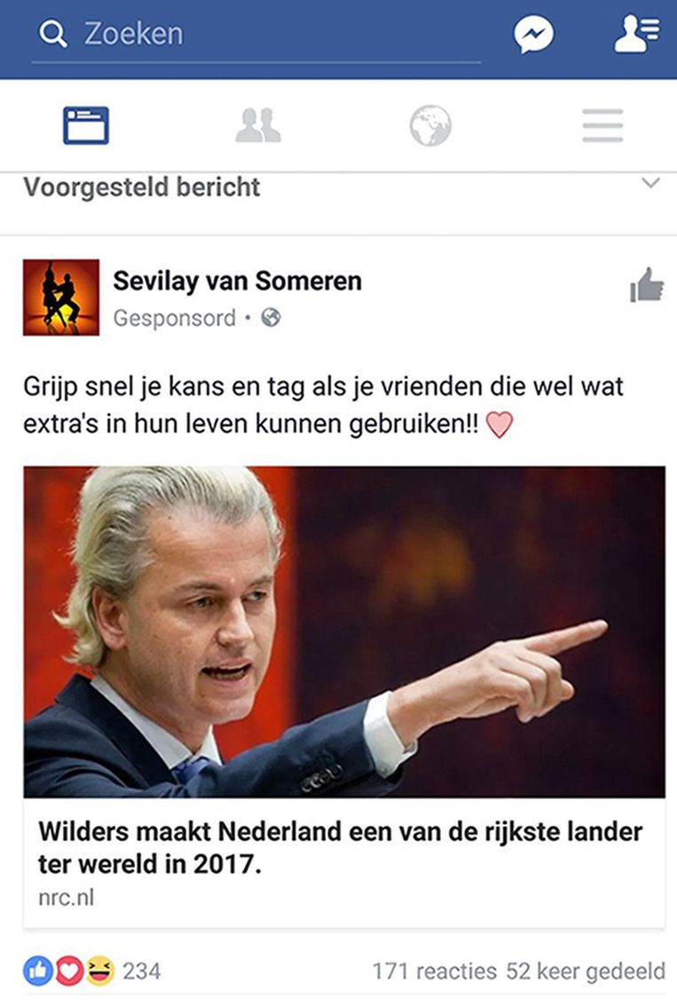 Zoeken
Voorgesteld bericht
Sevilay van Someren
Gesponsord ·
Grijp snel je kans en tag als je vrienden die wel wat
extra's in hun leven kunnen gebruiken!!
Wilders maakt Nederland een van de rijkste lander
ter wereld in 2017.
nrc.nl
234 171 reacties 52 keer gedeeld